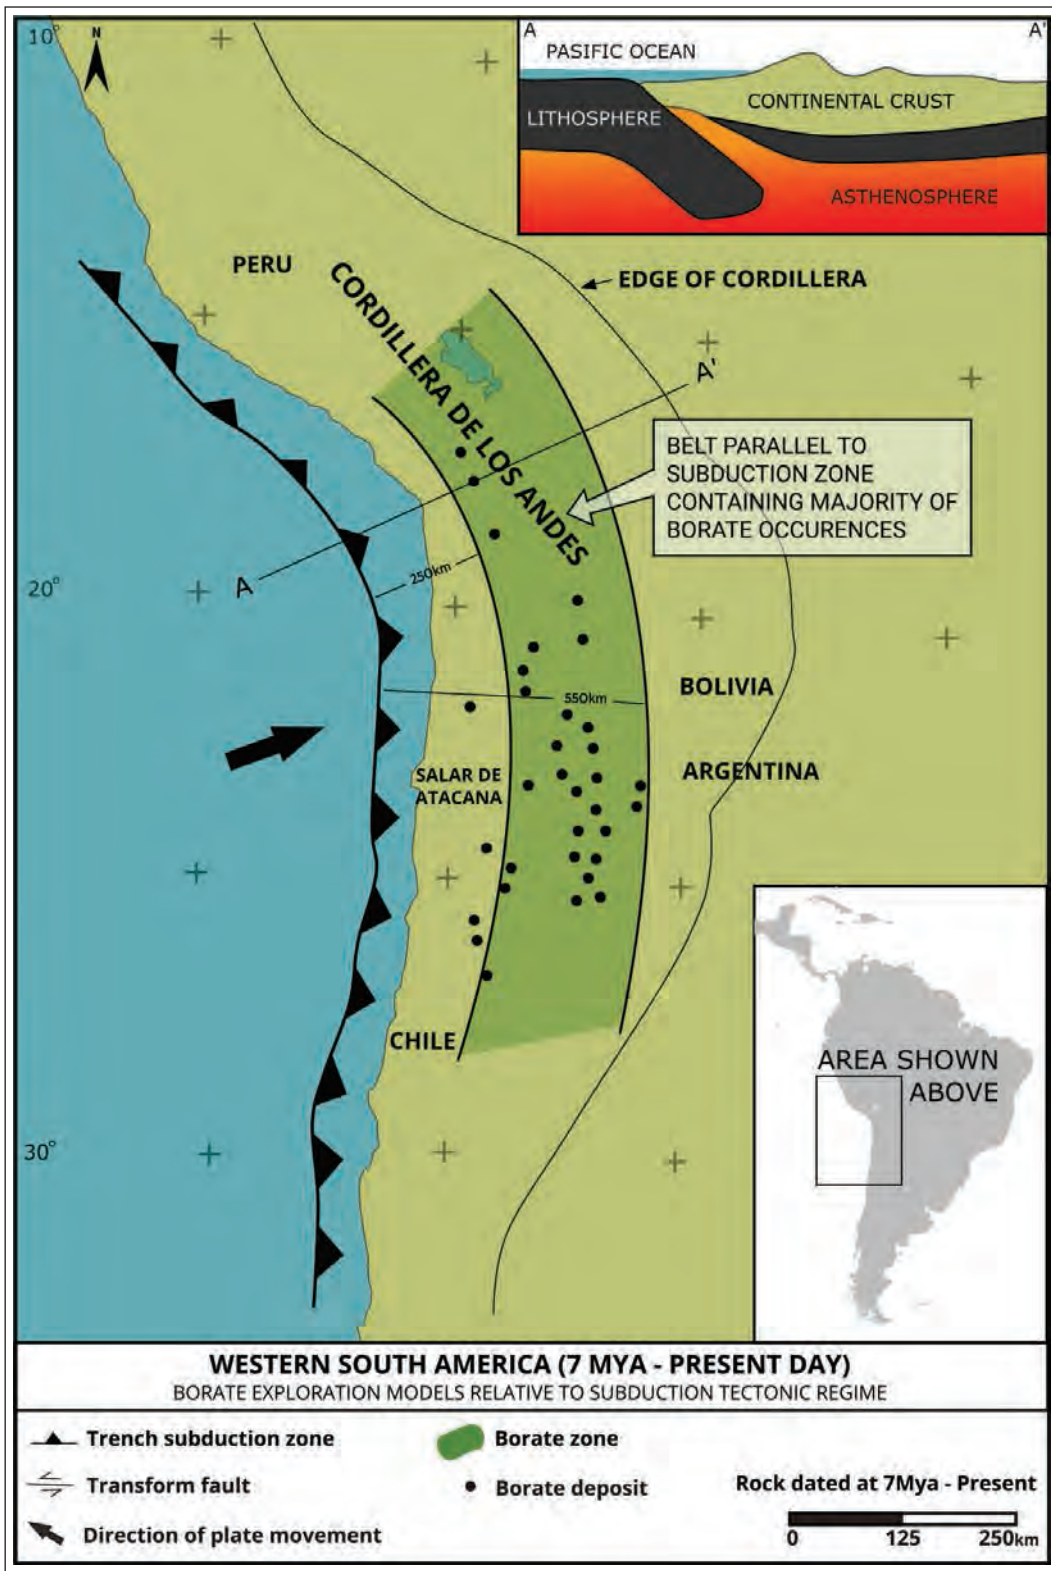 10°
N
A
A'
PASIFIC OCEAN
CONTINENTAL CRUST
LITHOSPHERE
ASTHENOSPHERE
PERU
EDGE OF CORDILLERA
CORDILLERA DE LOS ANDES
A'
BELT PARALLEL TO
SUBDUCTION ZONE
CONTAINING MAJORITY OF
BORATE OCCURENCES
20°
A
250km
550km
BOLIVIA
SALAR DE
ATACANA
ARGENTINA
CHILE
30°
AREA SHOWN
ABOVE
WESTERN SOUTH AMERICA (7 MYA - PRESENT DAY)
BORATE EXPLORATION MODELS RELATIVE TO SUBDUCTION TECTONIC REGIME
Trench subduction zone
Borate zone
Transform fault
Borate deposit
Rock dated at 7Mya - Present
Direction of plate movement
0 125 250km